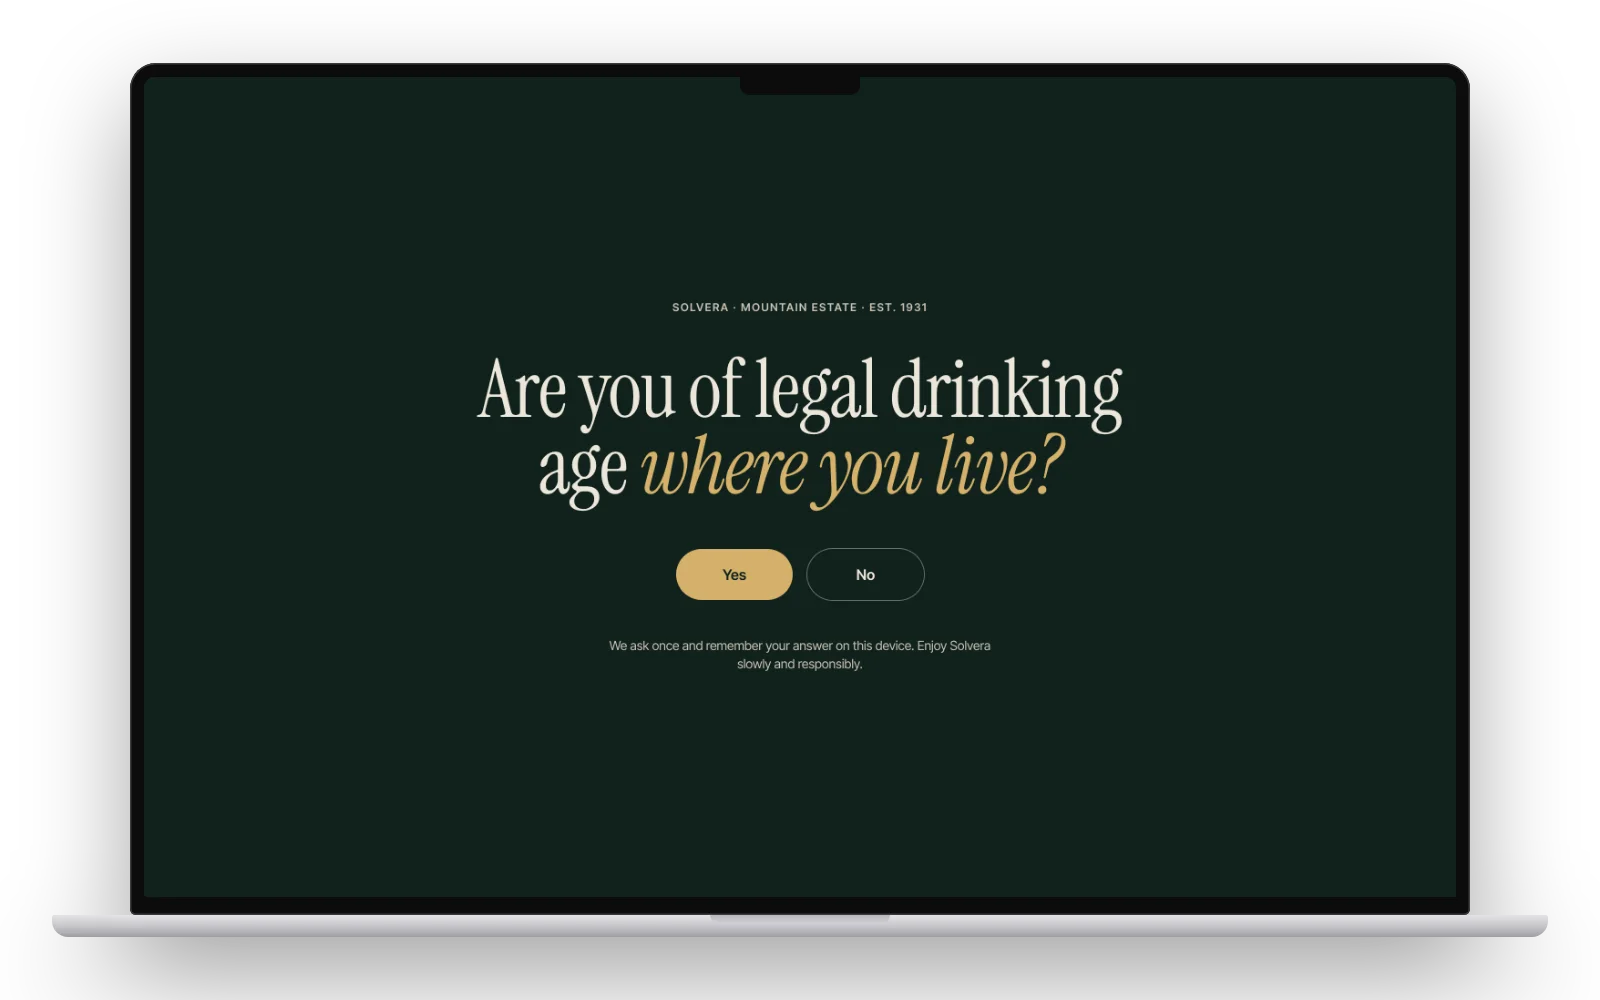 SOLVERA · MOUNTAIN ESTATE · EST. 1931
Are you of legal drinking
age where you live?
Yes
No
We ask once and remember your answer on this device. Enjoy Solvera
slowly and responsibly.